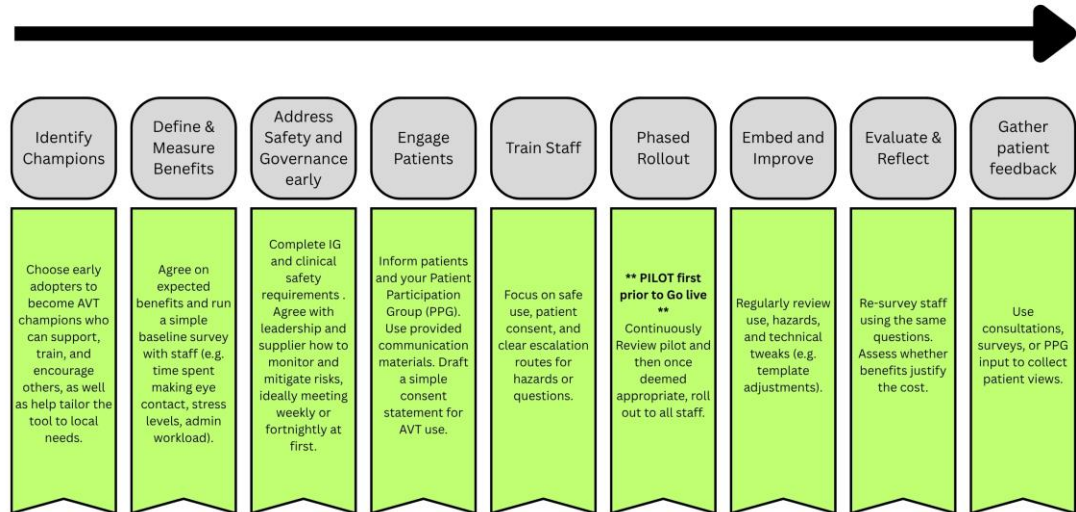 Identify
Champions
Define &
Measure
Benefits
Address
Safety and
Governance
early
Engage
Patients
Train Staff
Phased
Rollout
Embed and
Improve
Evaluate &
Reflect
Gather
patient
feedback
Choose early
adopters to
become AVT
champions who
can support,
train, and
encourage
others, as well
as help tailor the
tool to local
needs.
Agree on
expected
benefits and run
a simple
baseline survey
with staff (e.g.
time spent
making eye
contact, stress
levels, admin
workload).
Complete IG
and clinical
safety
requirements .
Agree with
leadership and
supplier how to
monitor and
mitigate risks,
ideally meeting
weekly or
fortnightly at
first.
Inform patients
and your Patient
Participation
Group (PPG).
Use provided
communication
materials. Draft
a simple
consent
statement for
AVT use.
Focus on safe
use, patient
consent, and
clear escalation
routes for
hazards or
questions.
** PILOT first
prior to Go live
**
Continuously
Review pilot and
then once
deemed
appropriate, roll
out to all staff.
Regularly review
use, hazards,
and technical
tweaks (e.g.
template
adjustments).
Re-survey staff
using the same
questions.
Assess whether
benefits justify
the cost.
Use
consultations,
surveys, or PPG
input to collect
patient views.